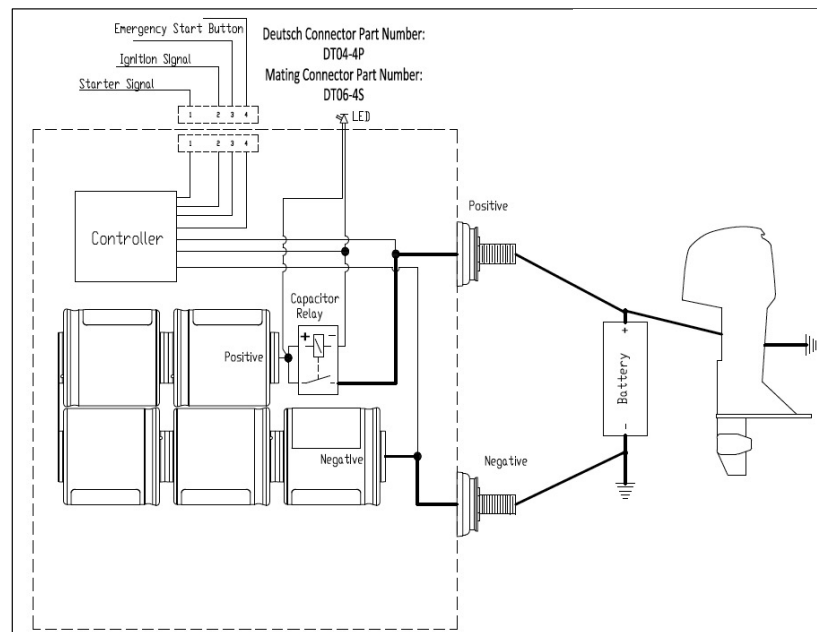 Emergency Start Button
Ignition Signal
Starter Signal
Deutsch Connector Part Number:
DT04-4P
Mating Connector Part Number:
DT06-4S
1 2 3 4
LED
1 2 3 4
Controller
Positive
Capacitor
Relay
+ -
Positive
Negative
Negative
+
Battery
-